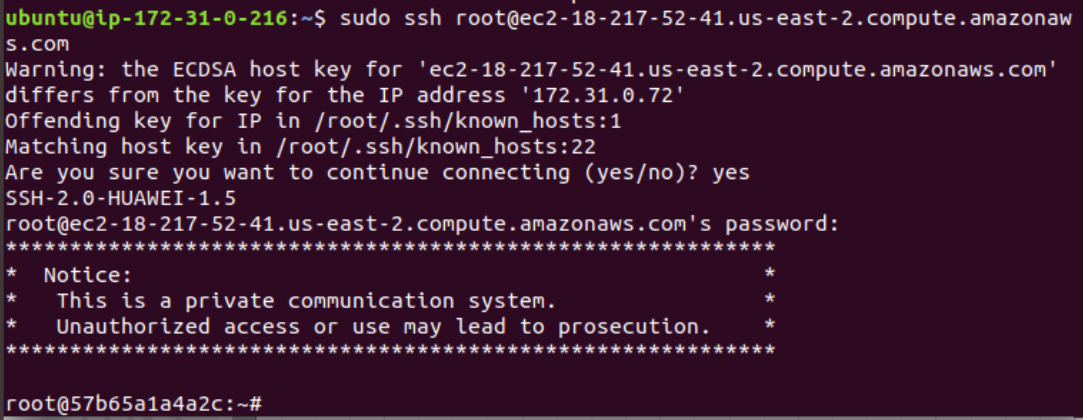 ubuntu@ip-172-31-0-216:~$ sudo ssh root@ec2-18-217-52-41.us-east-2.compute.amazonaw
s.com
Warning: the ECDSA host key for 'ec2-18-217-52-41.us-east-2.compute.amazonaws.com'
differs from the key for the IP address '172.31.0.72'
Offending key for IP in /root/.ssh/known_hosts:1
Matching host key in /root/.ssh/known_hosts:22
Are you sure you want to continue connecting (yes/no)? yes
SSH-2.0-HUAWEI-1.5
root@ec2-18-217-52-41.us-east-2.compute.amazonaws.com's password:
************************************************************
*  Notice:                                                 *
*   This is a private communication system.                *
*   Unauthorized access or use may lead to prosecution.    *
************************************************************
root@57b65a1a4a2c:~#